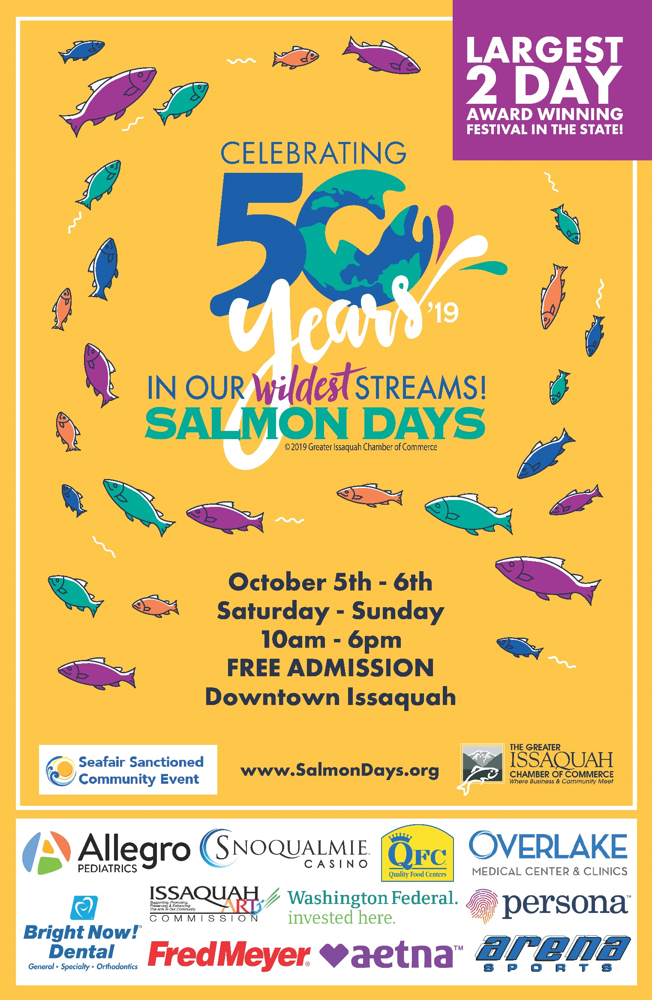 LARGEST
2 DAY
AWARD WINNING
FESTIVAL IN THE STATE!
CELEBRATING
50
years '19
IN OUR wildest STREAMS!
SALMON DAYS
© 2019 Greater Issaquah Chamber of Commerce
October 5th - 6th
Saturday - Sunday
10am - 6pm
FREE ADMISSION
Downtown Issaquah
Seafair Sanctioned
Community Event
www.SalmonDays.org
THE GREATER
ISSAQUAH
CHAMBER OF COMMERCE
Where Business & Community Meet
Allegro
PEDIATRICS
SNOQUALMIE
CASINO
QFC
Quality Food Centers
OVERLAKE
MEDICAL CENTER & CLINICS
Bright Now!®
Dental
General • Specialty • Orthodontics
ISSAQUAH
Supporting, Promoting,
Preserving & Enhancing
The Arts In Our Community
ARTS
COMMISSION
Washington Federal.
invested here.
persona™
Fred Meyer®
aetna™
arena
SPORTS